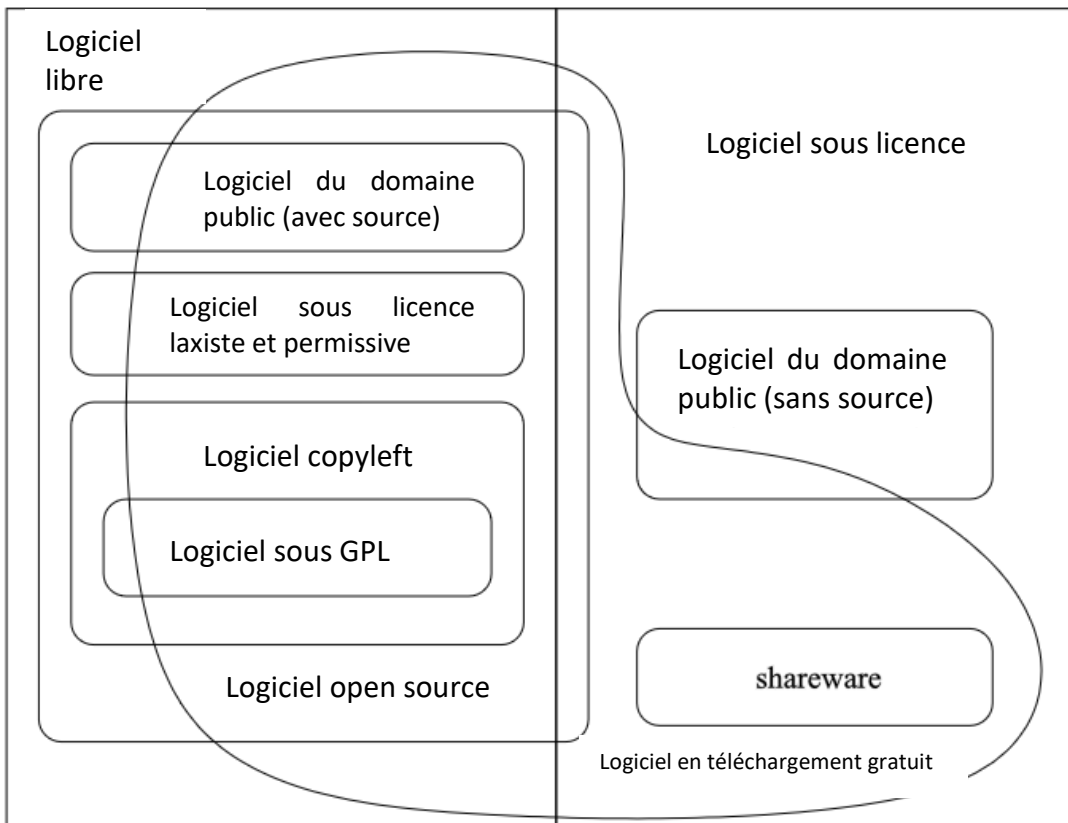 Logiciel
libre
Logiciel sous licence
Logiciel du domaine
public (avec source)
Logiciel sous licence
laxiste et permissive
Logiciel du domaine
public (sans source)
Logiciel copyleft
Logiciel sous GPL
Logiciel open source
shareware
Logiciel en téléchargement gratuit